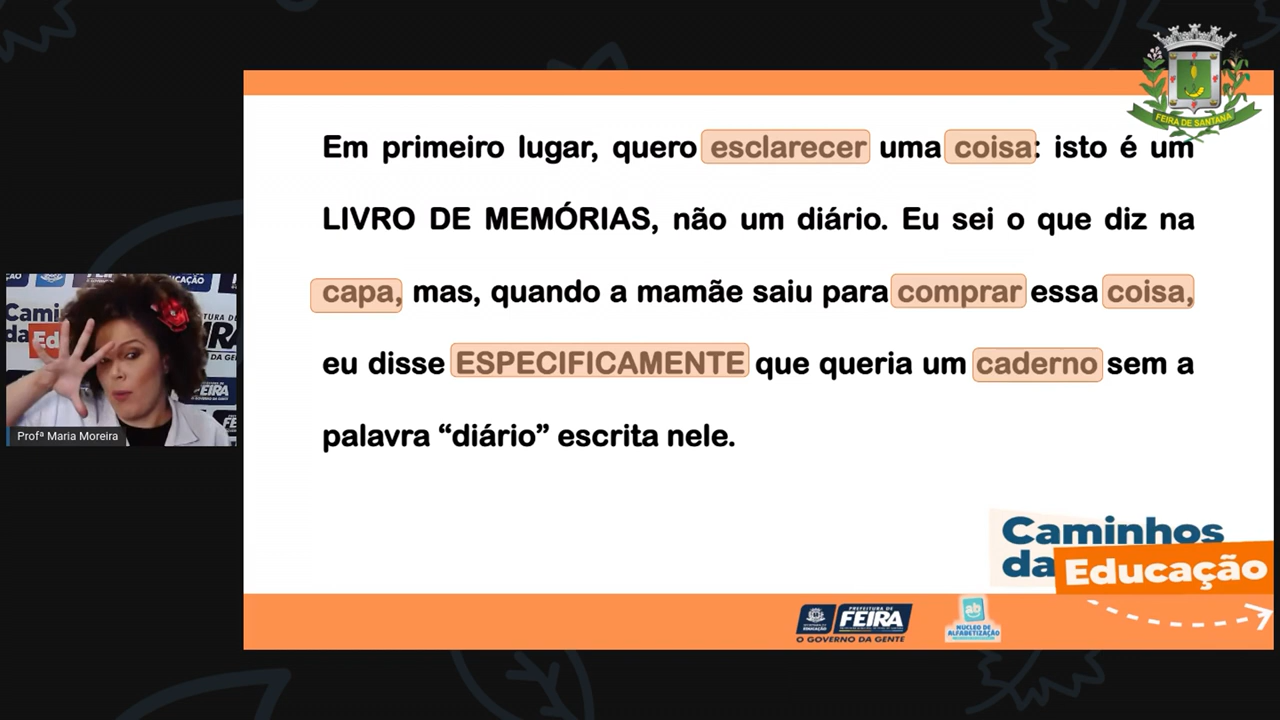 FEIRA DE SANTANA
Em primeiro lugar, quero esclarecer uma coisa: isto é um
LIVRO DE MEMÓRIAS, não um diário. Eu sei o que diz na
capa, mas, quando a mamãe saiu para comprar essa coisa,
eu disse ESPECIFICAMENTE que queria um caderno sem a
palavra “diário” escrita nele.
Profª Maria Moreira
Caminhos
da Educação
EDUCAÇÃO
PREFEITURA DE
FEIRA
O GOVERNO DA GENTE
ab
NÚCLEO DE
ALFABETIZAÇÃO